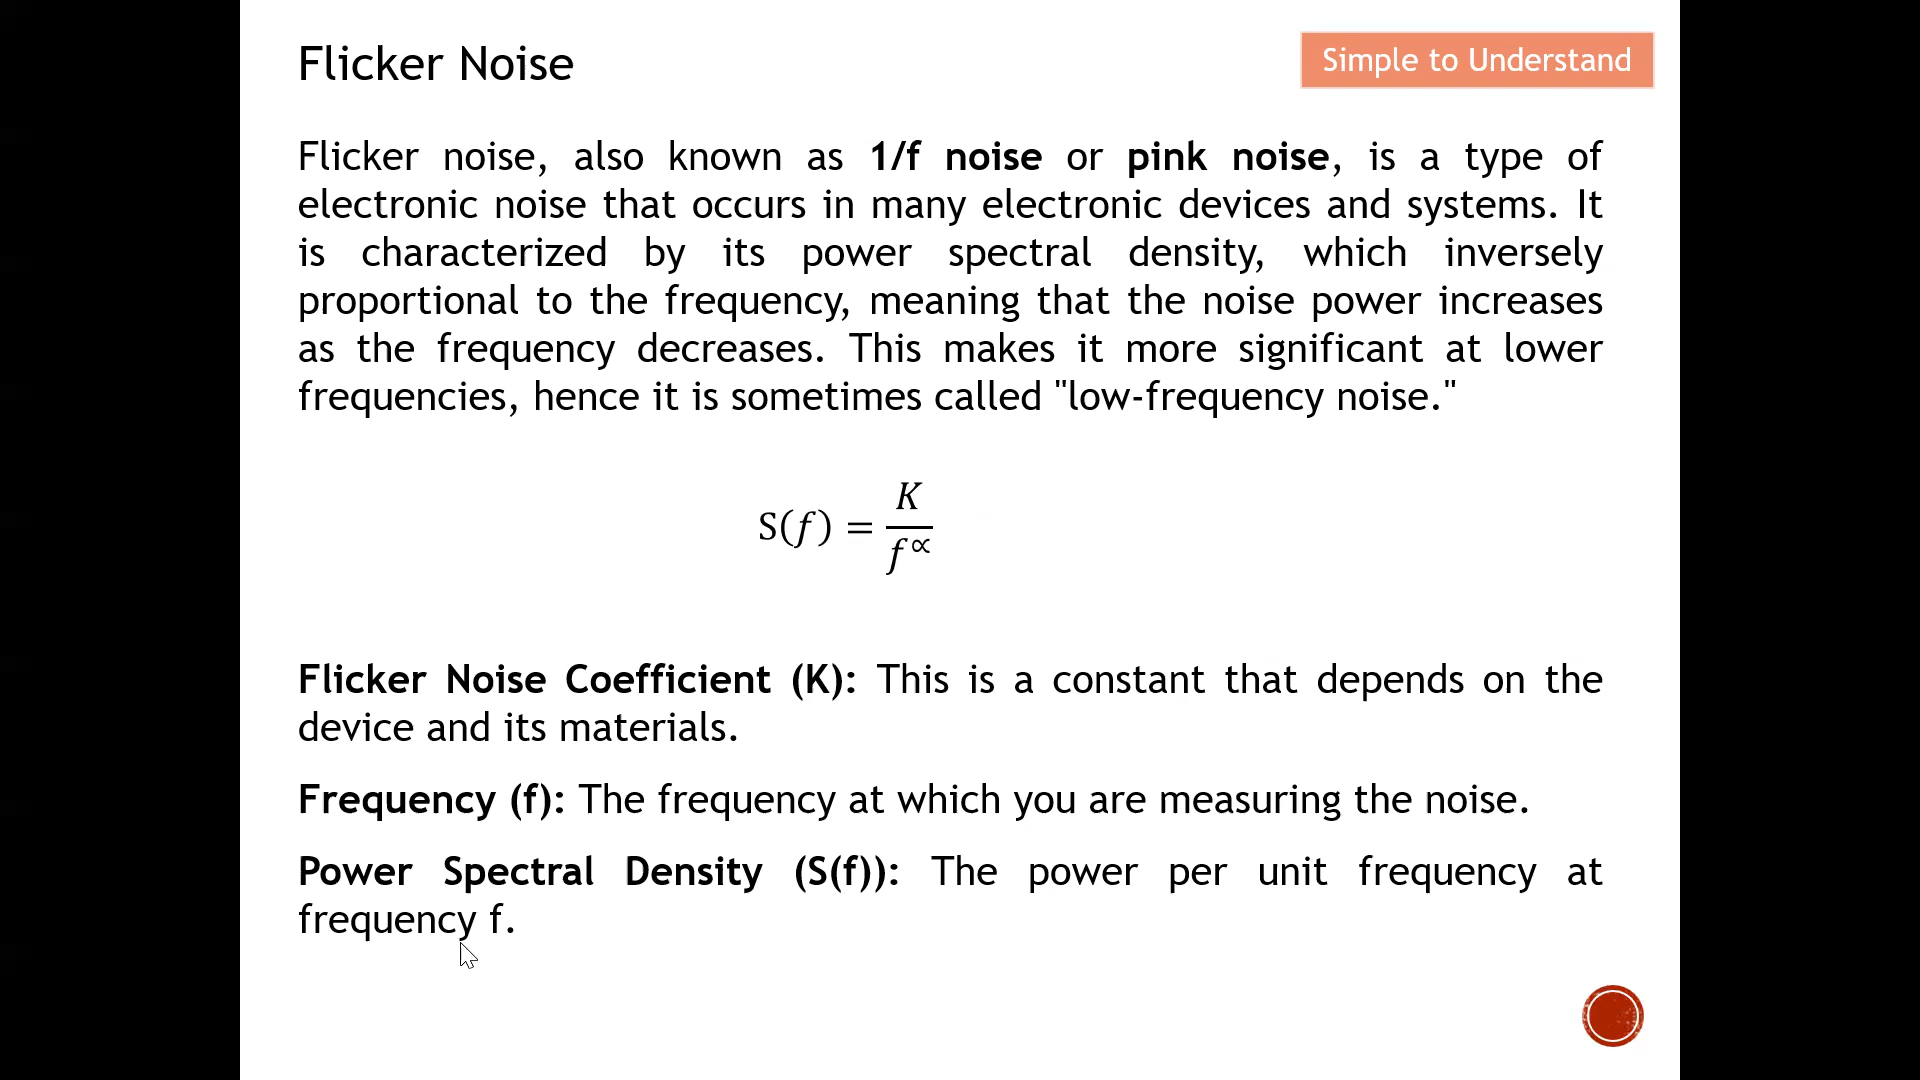 Flicker Noise
Simple to Understand
Flicker noise, also known as 1/f noise or pink noise, is a type of
electronic noise that occurs in many electronic devices and systems. It
is characterized by its power spectral density, which inversely
proportional to the frequency, meaning that the noise power increases
as the frequency decreases. This makes it more significant at lower
frequencies, hence it is sometimes called "low-frequency noise."
S(f) = K / f^∝
Flicker Noise Coefficient (K): This is a constant that depends on the
device and its materials.
Frequency (f): The frequency at which you are measuring the noise.
Power Spectral Density (S(f)): The power per unit frequency at
frequency f.